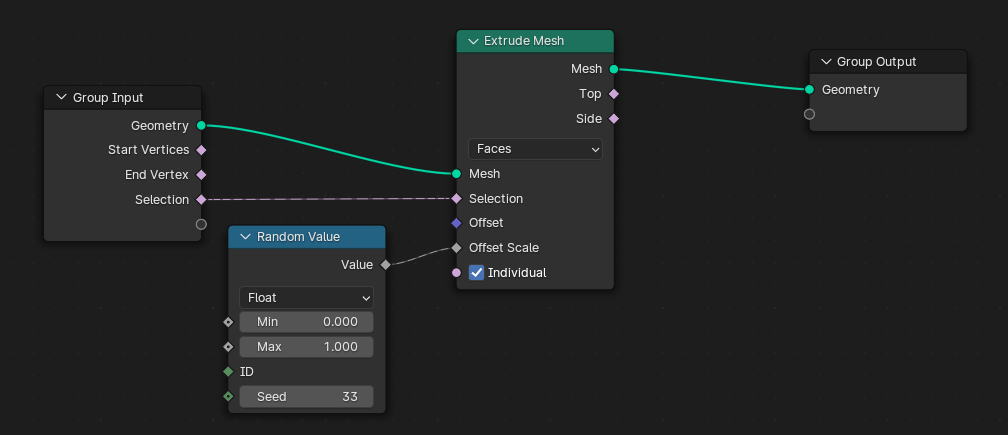 Group Input
Geometry
Start Vertices
End Vertex
Selection
Random Value
Value
Float
Min 0.000
Max 1.000
ID
Seed 33
Extrude Mesh
Mesh
Top
Side
Faces
Mesh
Selection
Offset
Offset Scale
Individual
Group Output
Geometry